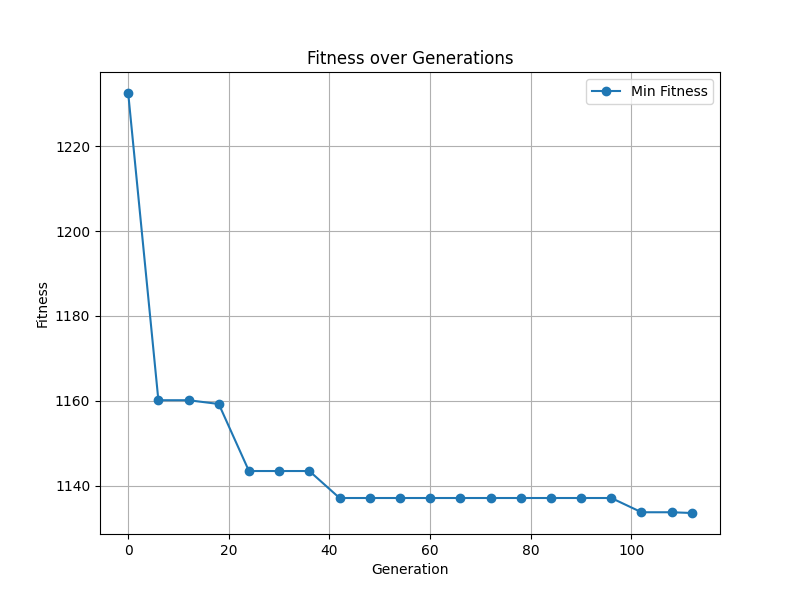 Fitness over Generations
Min Fitness
1220
1200
1180
1160
1140
Fitness
0 20 40 60 80 100
Generation